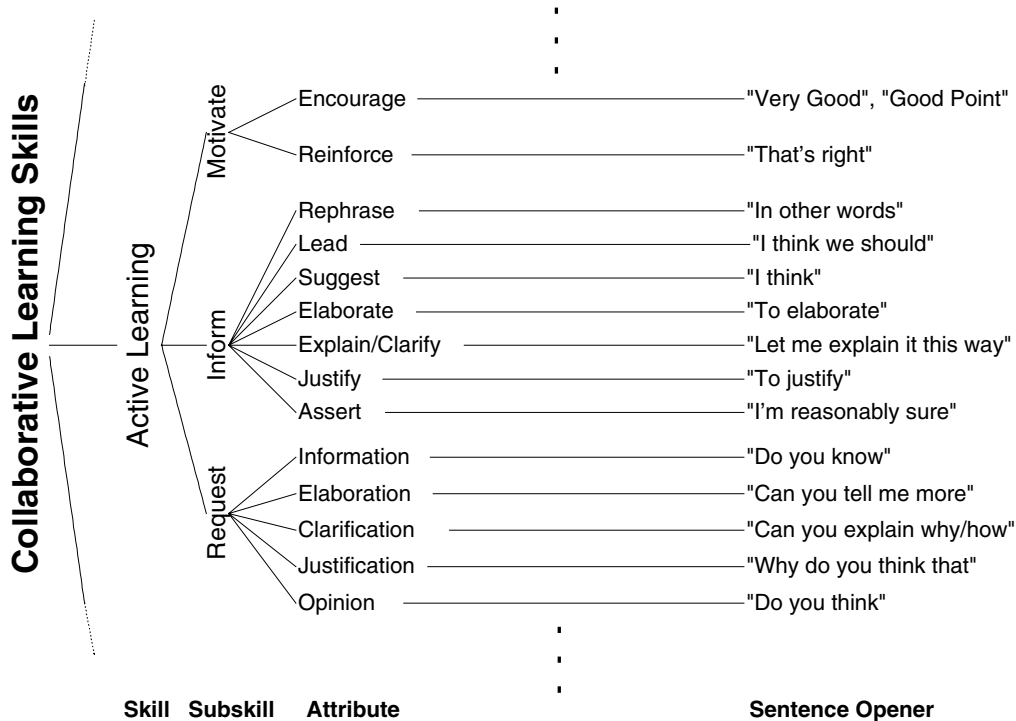 Collaborative Learning Skills
Active Learning
Motivate
Encourage "Very Good", "Good Point"
Reinforce "That's right"
Inform
Rephrase "In other words"
Lead "I think we should"
Suggest "I think"
Elaborate "To elaborate"
Explain/Clarify "Let me explain it this way"
Justify "To justify"
Assert "I'm reasonably sure"
Request
Information "Do you know"
Elaboration "Can you tell me more"
Clarification "Can you explain why/how"
Justification "Why do you think that"
Opinion "Do you think"
Skill Subskill Attribute Sentence Opener